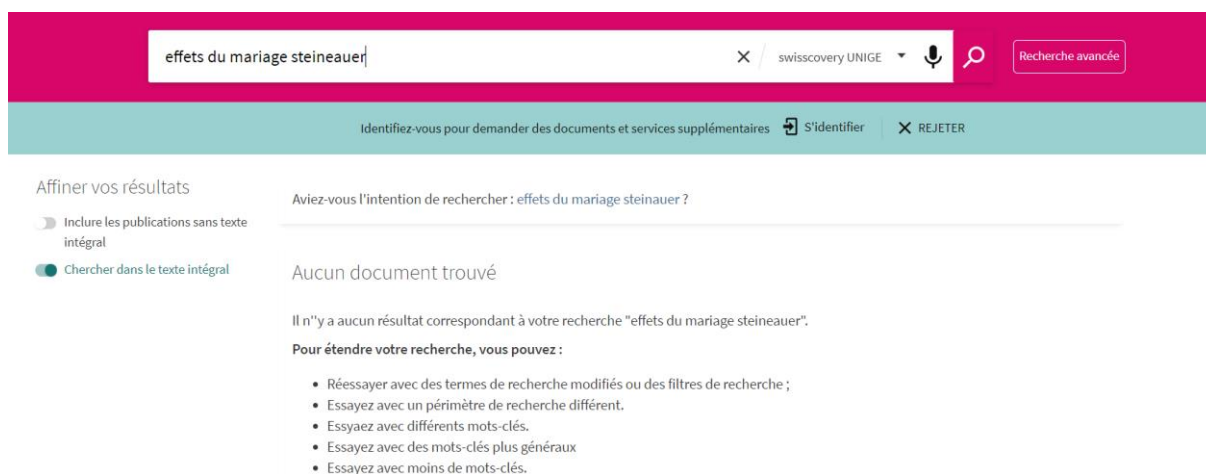 effets du mariage steineauer
swisscovery UNIGE
Recherche avancée
Identifiez-vous pour demander des documents et services supplémentaires S'identifier REJETER
Affiner vos résultats
Inclure les publications sans texte
intégral
Chercher dans le texte intégral
Aviez-vous l'intention de rechercher : effets du mariage steinauer ?
Aucun document trouvé
Il n''y a aucun résultat correspondant à votre recherche "effets du mariage steineauer".
Pour étendre votre recherche, vous pouvez :
• Réessayer avec des termes de recherche modifiés ou des filtres de recherche ;
• Essayez avec un périmètre de recherche différent.
• Essyaez avec différents mots-clés.
• Essayez avec des mots-clés plus généraux
• Essayez avec moins de mots-clés.